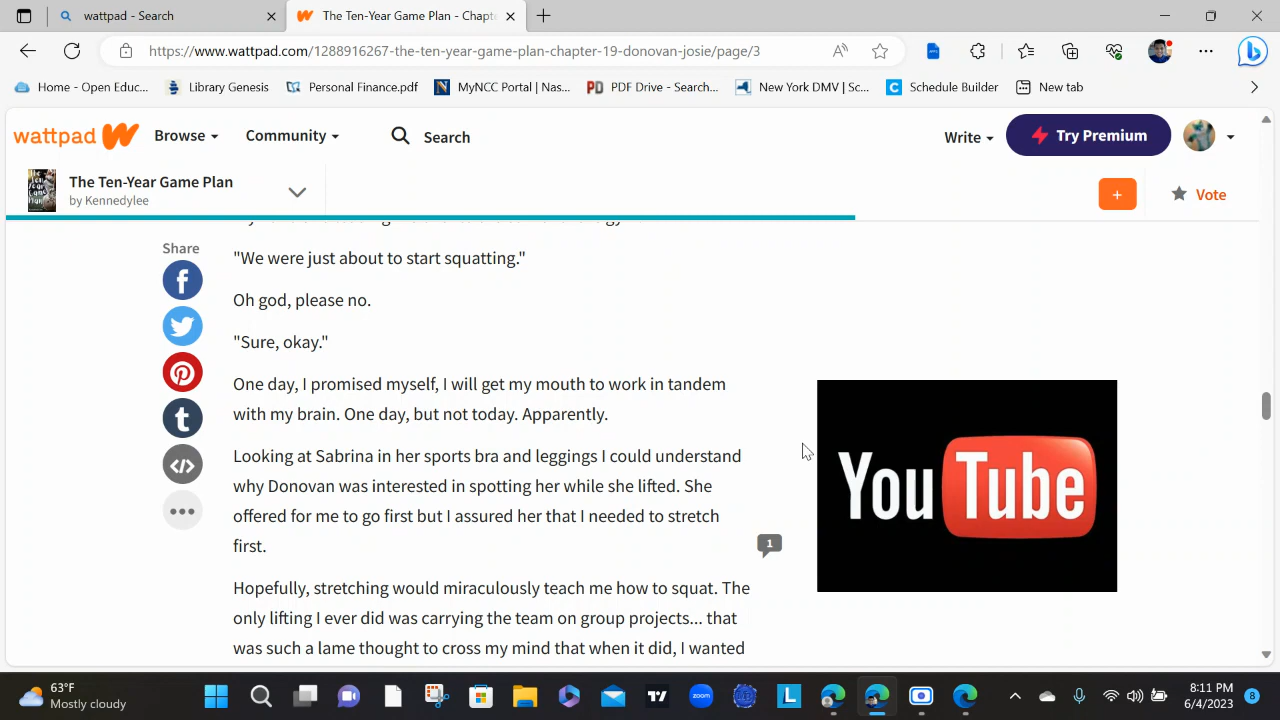 wattpad - Search
The Ten-Year Game Plan - Chapte
https://www.wattpad.com/1288916267-the-ten-year-game-plan-chapter-19-donovan-josie/page/3
Home - Open Educ...
Library Genesis
Personal Finance.pdf
MyNCC Portal | Nas...
PDF Drive - Search...
New York DMV | Sc...
Schedule Builder
New tab
wattpad
Browse
Community
Search
Write
Try Premium
The Ten-Year Game Plan
by Kennedylee
+
Vote
Share
"We were just about to start squatting."
Oh god, please no.
"Sure, okay."
One day, I promised myself, I will get my mouth to work in tandem
with my brain. One day, but not today. Apparently.
Looking at Sabrina in her sports bra and leggings I could understand
why Donovan was interested in spotting her while she lifted. She
offered for me to go first but I assured her that I needed to stretch
first.
1
Hopefully, stretching would miraculously teach me how to squat. The
only lifting I ever did was carrying the team on group projects... that
was such a lame thought to cross my mind that when it did, I wanted
YouTube
63°F
Mostly cloudy
zoom
8:11 PM
6/4/2023
8